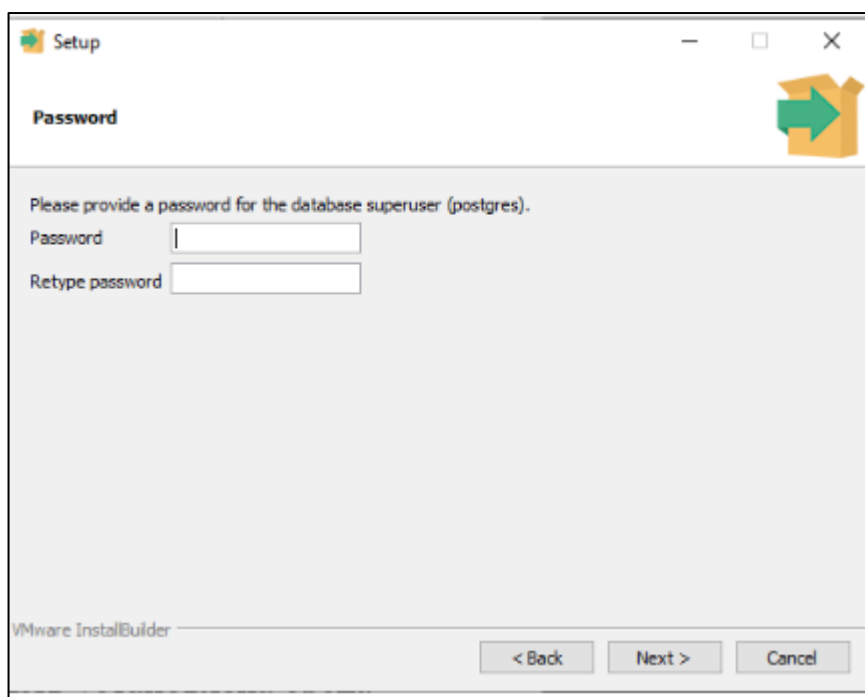 Setup
Password
Please provide a password for the database superuser (postgres).
Password
Retype password
VMware InstallBuilder
< Back Next > Cancel